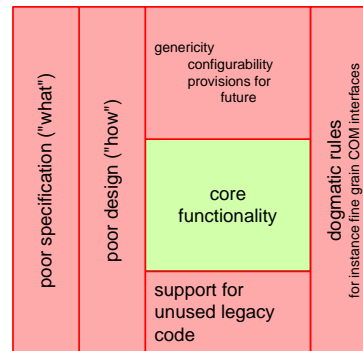 poor specification ("what")
poor design ("how")
genericity
configurability
provisions for
future
core
functionality
support for
unused legacy
code
dogmatic rules
for instance fine grain COM interfaces